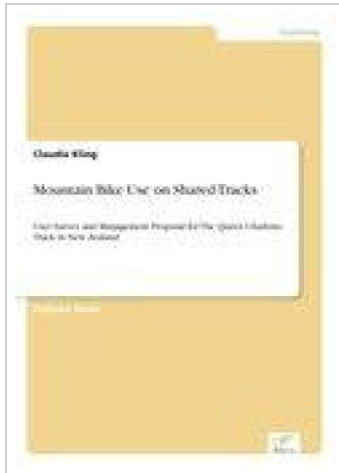 Claudia Kling
Mountain Bike Use on Shared Tracks
User Survey and Management Proposal for The Queen Charlotte
Track in New Zealand